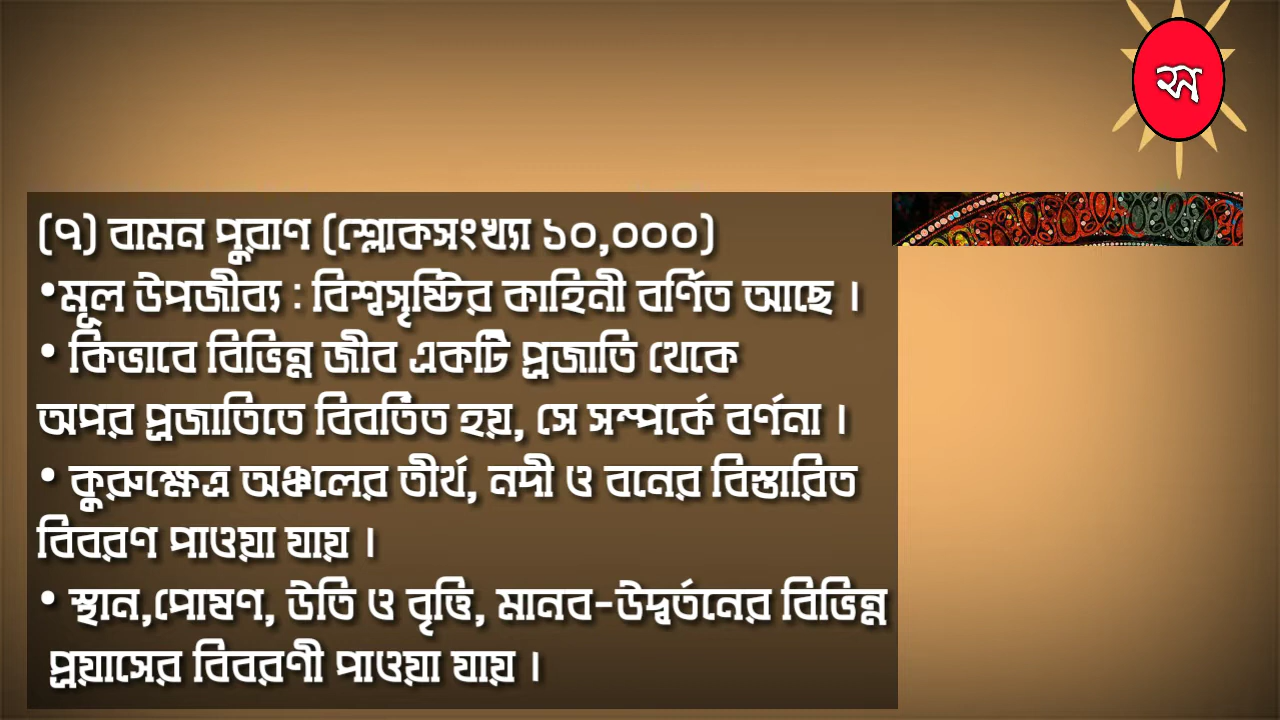 স
(৭) বামন পুরাণ (শ্লোকসংখ্যা ১০,০০০)
•মূল উপজীব্য : বিশ্বসৃষ্টির কাহিনী বর্ণিত আছে ।
• কিভাবে বিভিন্ন জীব একটি প্রজাতি থেকে
অপর প্রজাতিতে বিবর্তিত হয়, সে সম্পর্কে বর্ণনা ।
• কুরুক্ষেত্র অঞ্চলের তীর্থ, নদী ও বনের বিস্তারিত
বিবরণ পাওয়া যায় ।
• স্থান,পোষণ, উতি ও বৃত্তি, মানব-উদ্বর্তনের বিভিন্ন
প্রয়াসের বিবরণী পাওয়া যায় ।